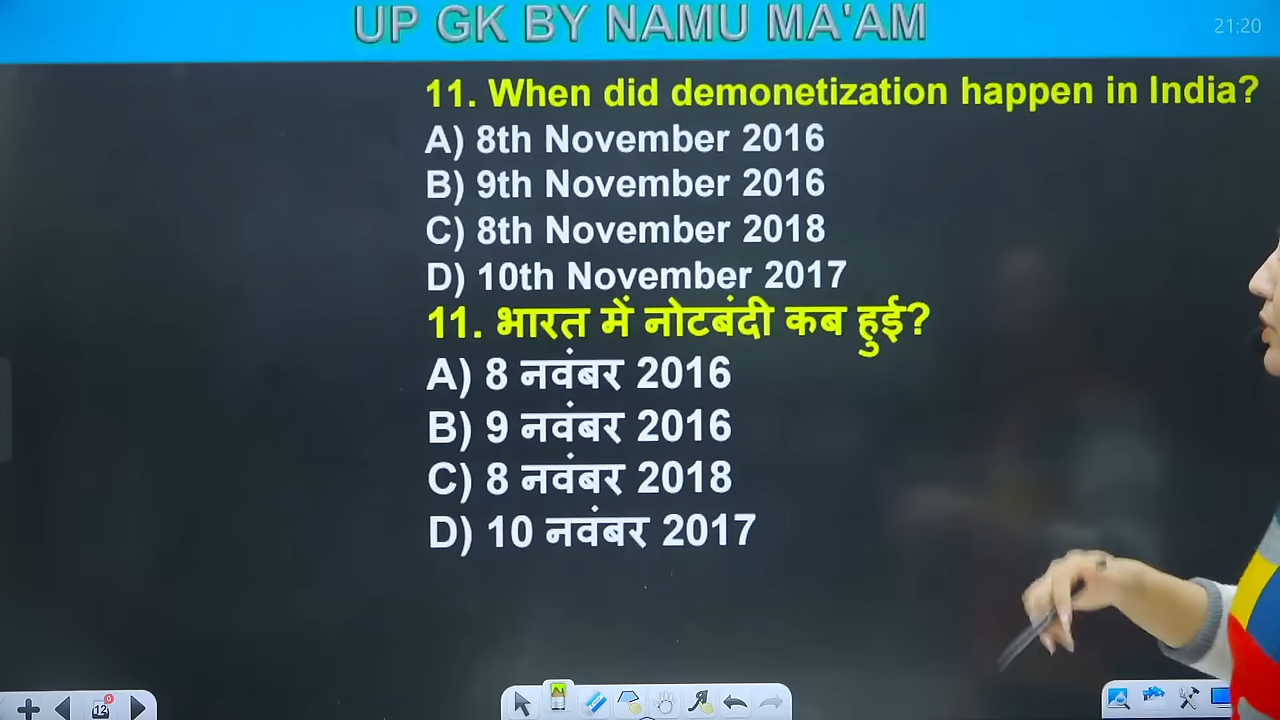 UP GK BY NAMU MA'AM
21:20
11. When did demonetization happen in India?
A) 8th November 2016
B) 9th November 2016
C) 8th November 2018
D) 10th November 2017
11. भारत में नोटबंदी कब हुई?
A) 8 नवंबर 2016
B) 9 नवंबर 2016
C) 8 नवंबर 2018
D) 10 नवंबर 2017
12
0